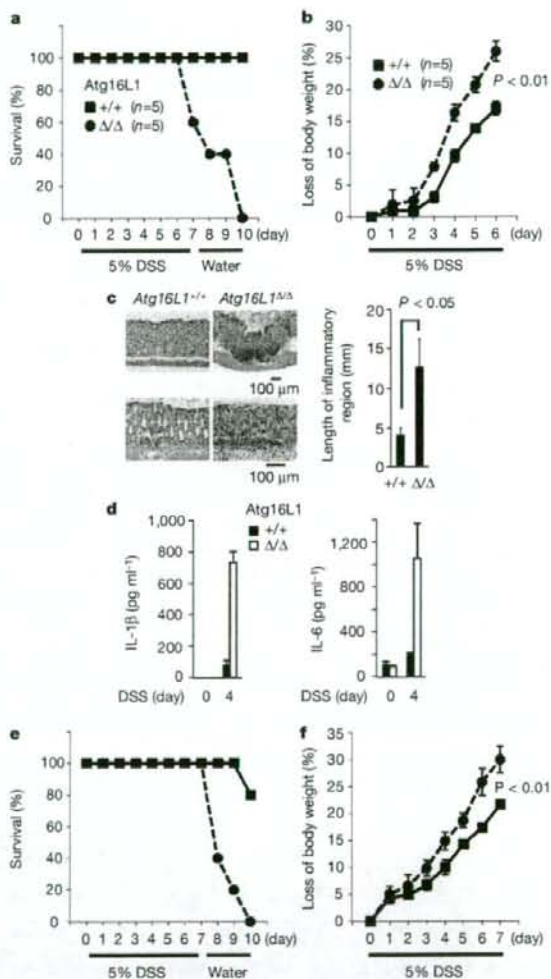 a
Survival (%)
100
80
60
40
20
0
Atg16L1
+/+ (n=5)
Δ/Δ (n=5)
0 1 2 3 4 5 6 7 8 9 10 (day)
5% DSS Water
b
Loss of body weight (%)
30
25
20
15
10
5
0
+/+ (n=5)
Δ/Δ (n=5)
P < 0.01
0 1 2 3 4 5 6 (day)
5% DSS
c
Atg16L1+/+ Atg16L1Δ/Δ
100 μm
100 μm
Length of inflammatory
region (mm)
20
15
10
5
0
P < 0.05
+/+ Δ/Δ
d
Atg16L1
+/+
Δ/Δ
IL-1β (pg ml⁻¹)
1,000
800
600
400
200
0
DSS (day) 0 4
IL-6 (pg ml⁻¹)
1,200
800
400
0
DSS (day) 0 4
e
Survival (%)
100
80
60
40
20
0
0 1 2 3 4 5 6 7 8 9 10 (day)
5% DSS Water
f
Loss of body weight (%)
35
30
25
20
15
10
5
0
P < 0.01
0 1 2 3 4 5 6 7 (day)
5% DSS